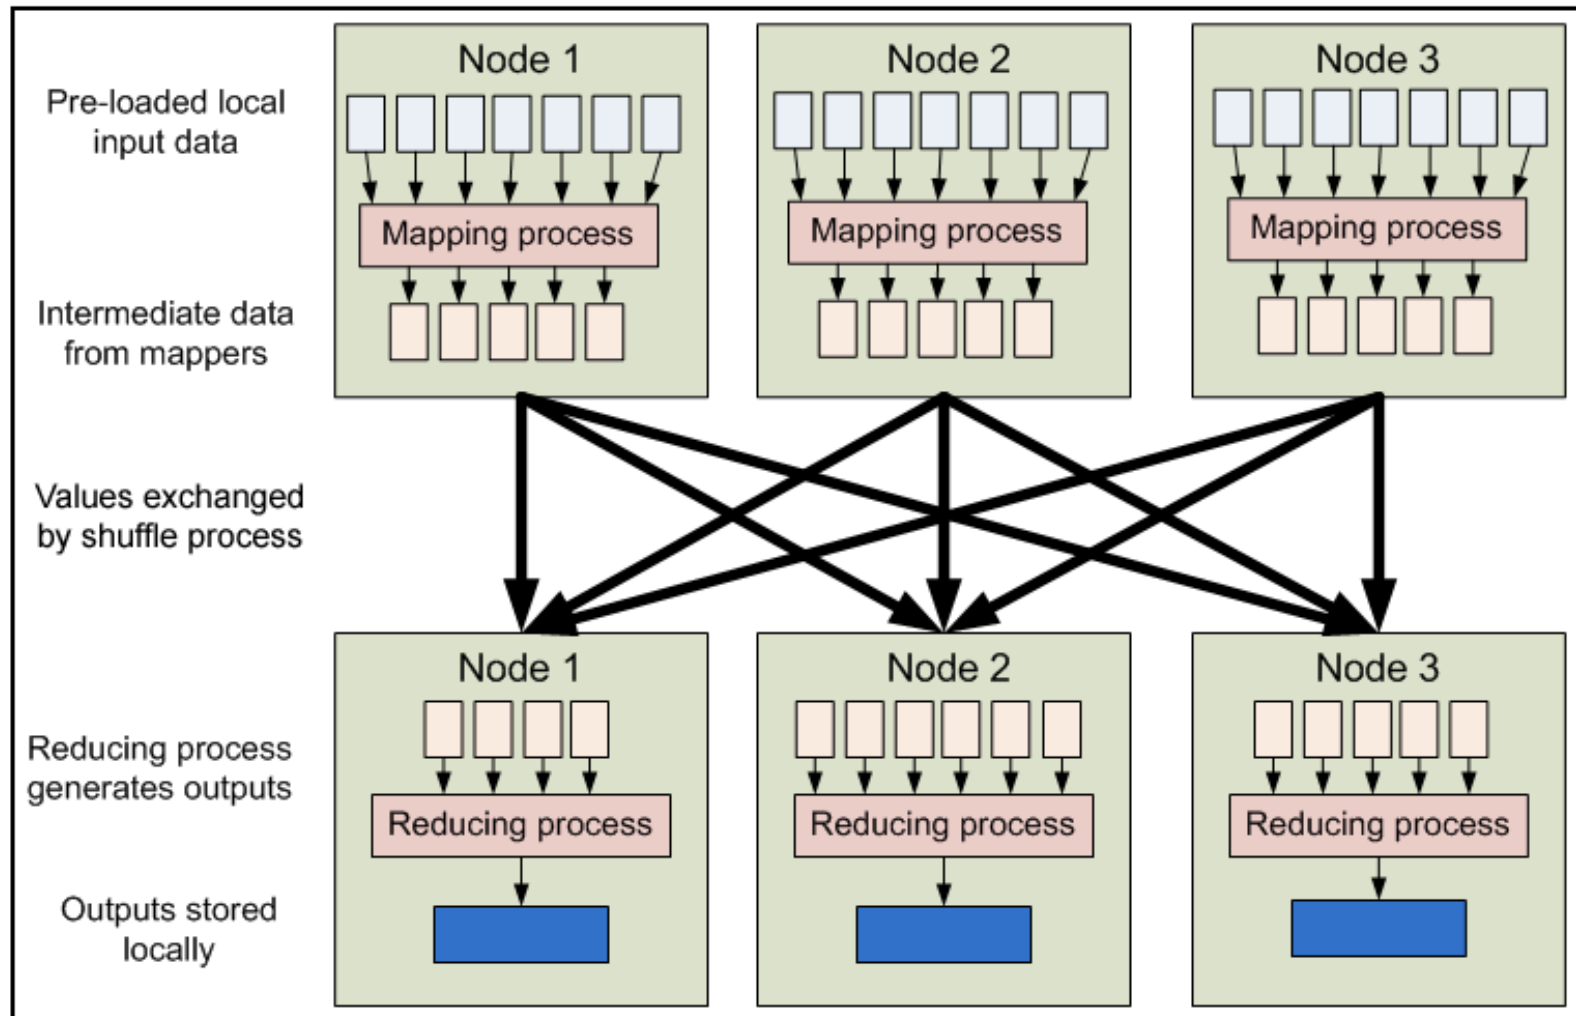 Node 1
Node 2
Node 3
Pre-loaded local
input data
Mapping process
Mapping process
Mapping process
Intermediate data
from mappers
Values exchanged
by shuffle process
Node 1
Node 2
Node 3
Reducing process
generates outputs
Reducing process
Reducing process
Reducing process
Outputs stored
locally